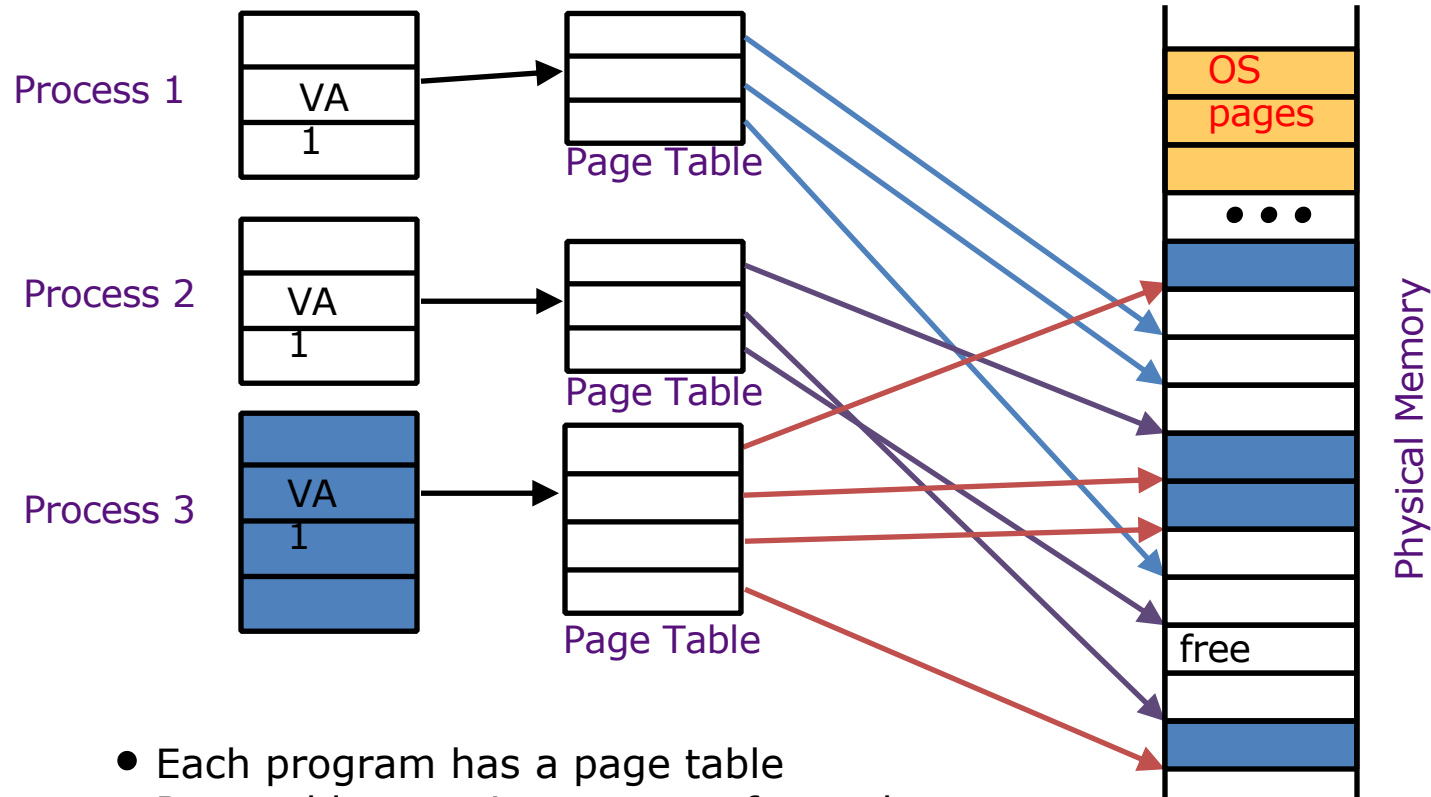 Process 1
VA
1
Page Table
OS
pages
• • •
Process 2
VA
1
Page Table
Process 3
VA
1
Page Table
free
Physical Memory
• Each program has a page table